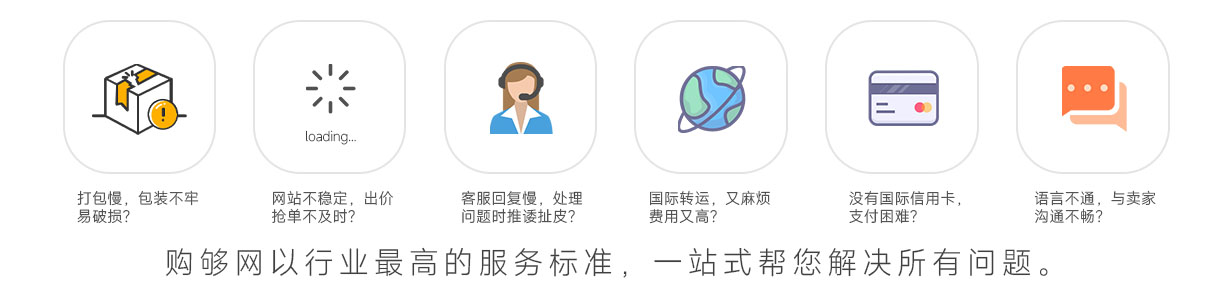 loading...
打包慢，包装不牢
易破损？
网站不稳定，出价
抢单不及时？
客服回复慢，处理
问题时推诿扯皮？
国际转运，又麻烦
费用又高？
没有国际信用卡，
支付困难？
语言不通，与卖家
沟通不畅？
购够网以行业最高的服务标准，一站式帮您解决所有问题。